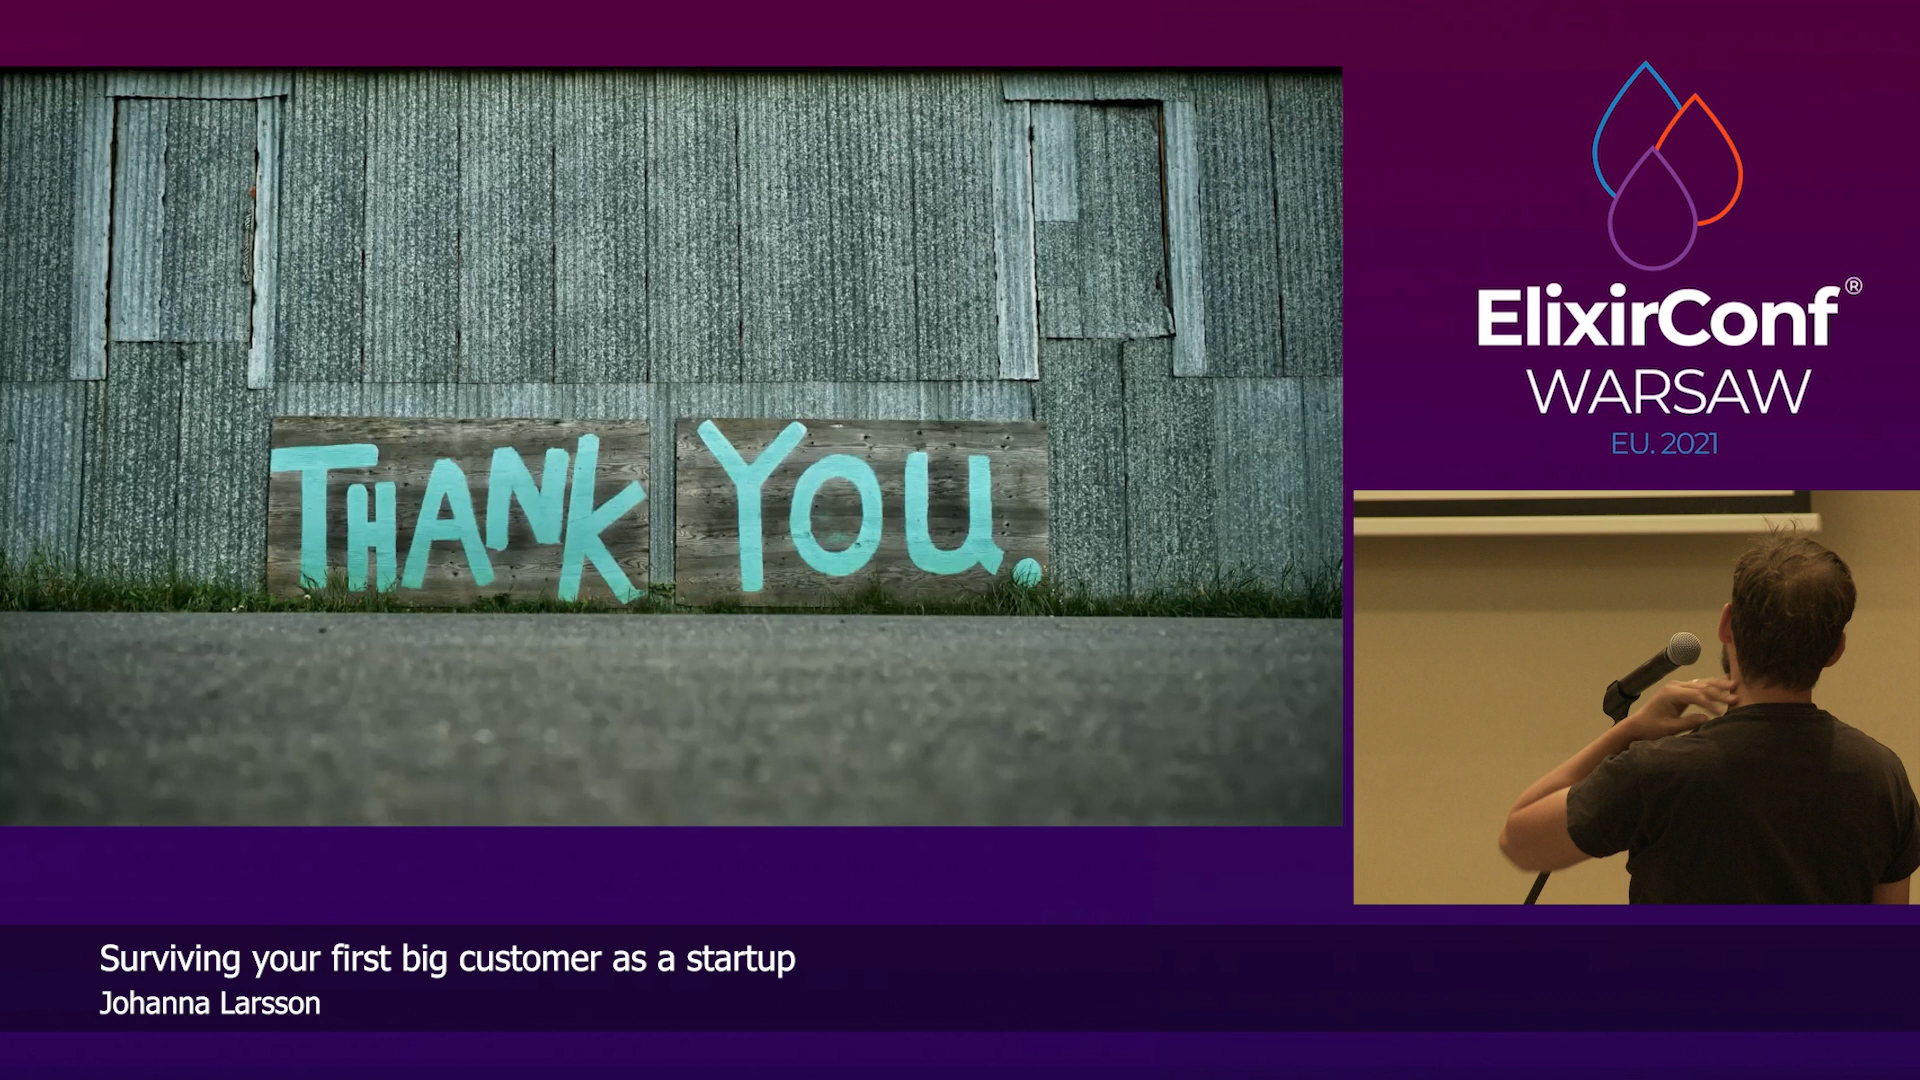 THANK YOU.
ElixirConf®
WARSAW
EU. 2021
Surviving your first big customer as a startup
Johanna Larsson